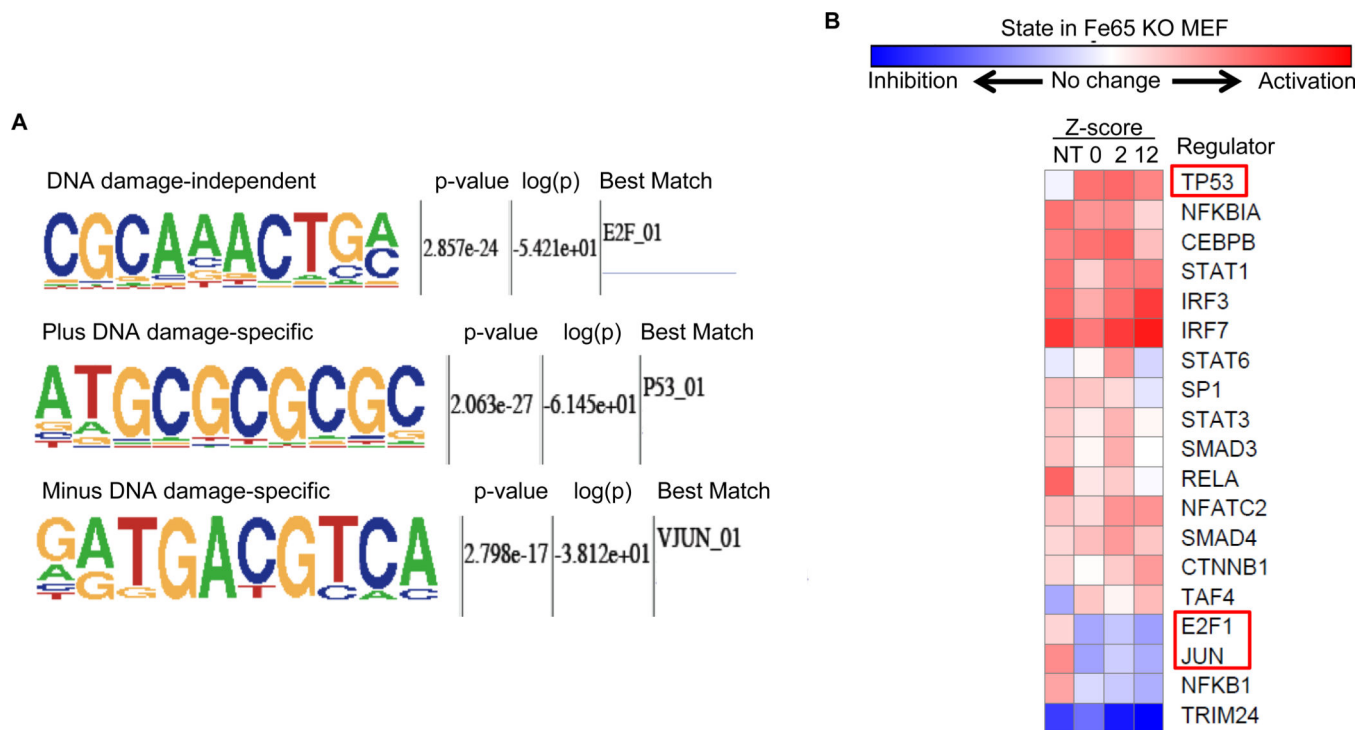 A
DNA damage-independent p-value log(p) Best Match
CGCAAACTGA
2.857e-24 -5.421e+01 E2F_01
Plus DNA damage-specific p-value log(p) Best Match
ATGCGCGCGC
2.063e-27 -6.145e+01 P53_01
Minus DNA damage-specific p-value log(p) Best Match
GATGACGTCA
2.798e-17 -3.812e+01 VJUN_01
B
State in Fe65 KO MEF
Inhibition No change Activation
Z-score
NT 0 2 12 Regulator
TP53
NFKBIA
CEBPB
STAT1
IRF3
IRF7
STAT6
SP1
STAT3
SMAD3
RELA
NFATC2
SMAD4
CTNNB1
TAF4
E2F1
JUN
NFKB1
TRIM24